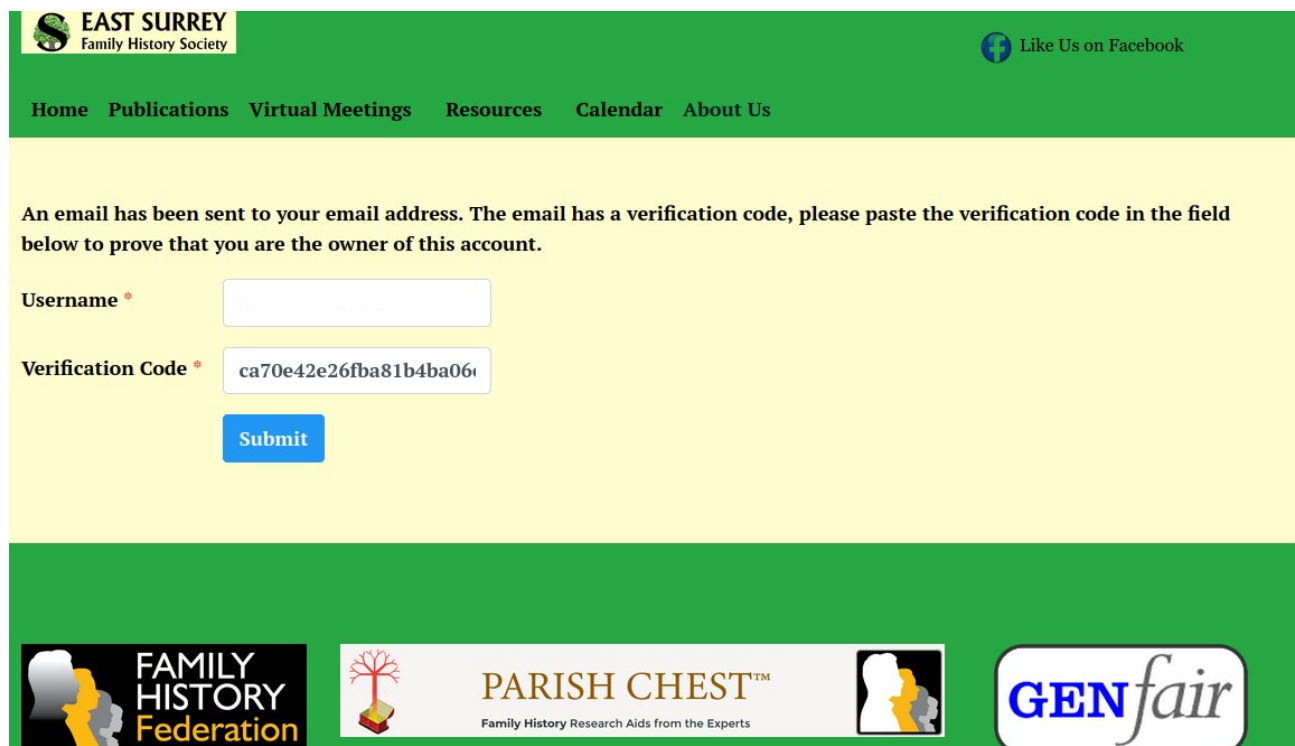 EAST SURREY
Family History Society
Like Us on Facebook
Home Publications Virtual Meetings Resources Calendar About Us
An email has been sent to your email address. The email has a verification code, please paste the verification code in the field
below to prove that you are the owner of this account.
Username *
Verification Code * ca70e42e26fba81b4ba06
Submit
FAMILY
HISTORY
Federation
PARISH CHEST™
Family History Research Aids from the Experts
GENfair